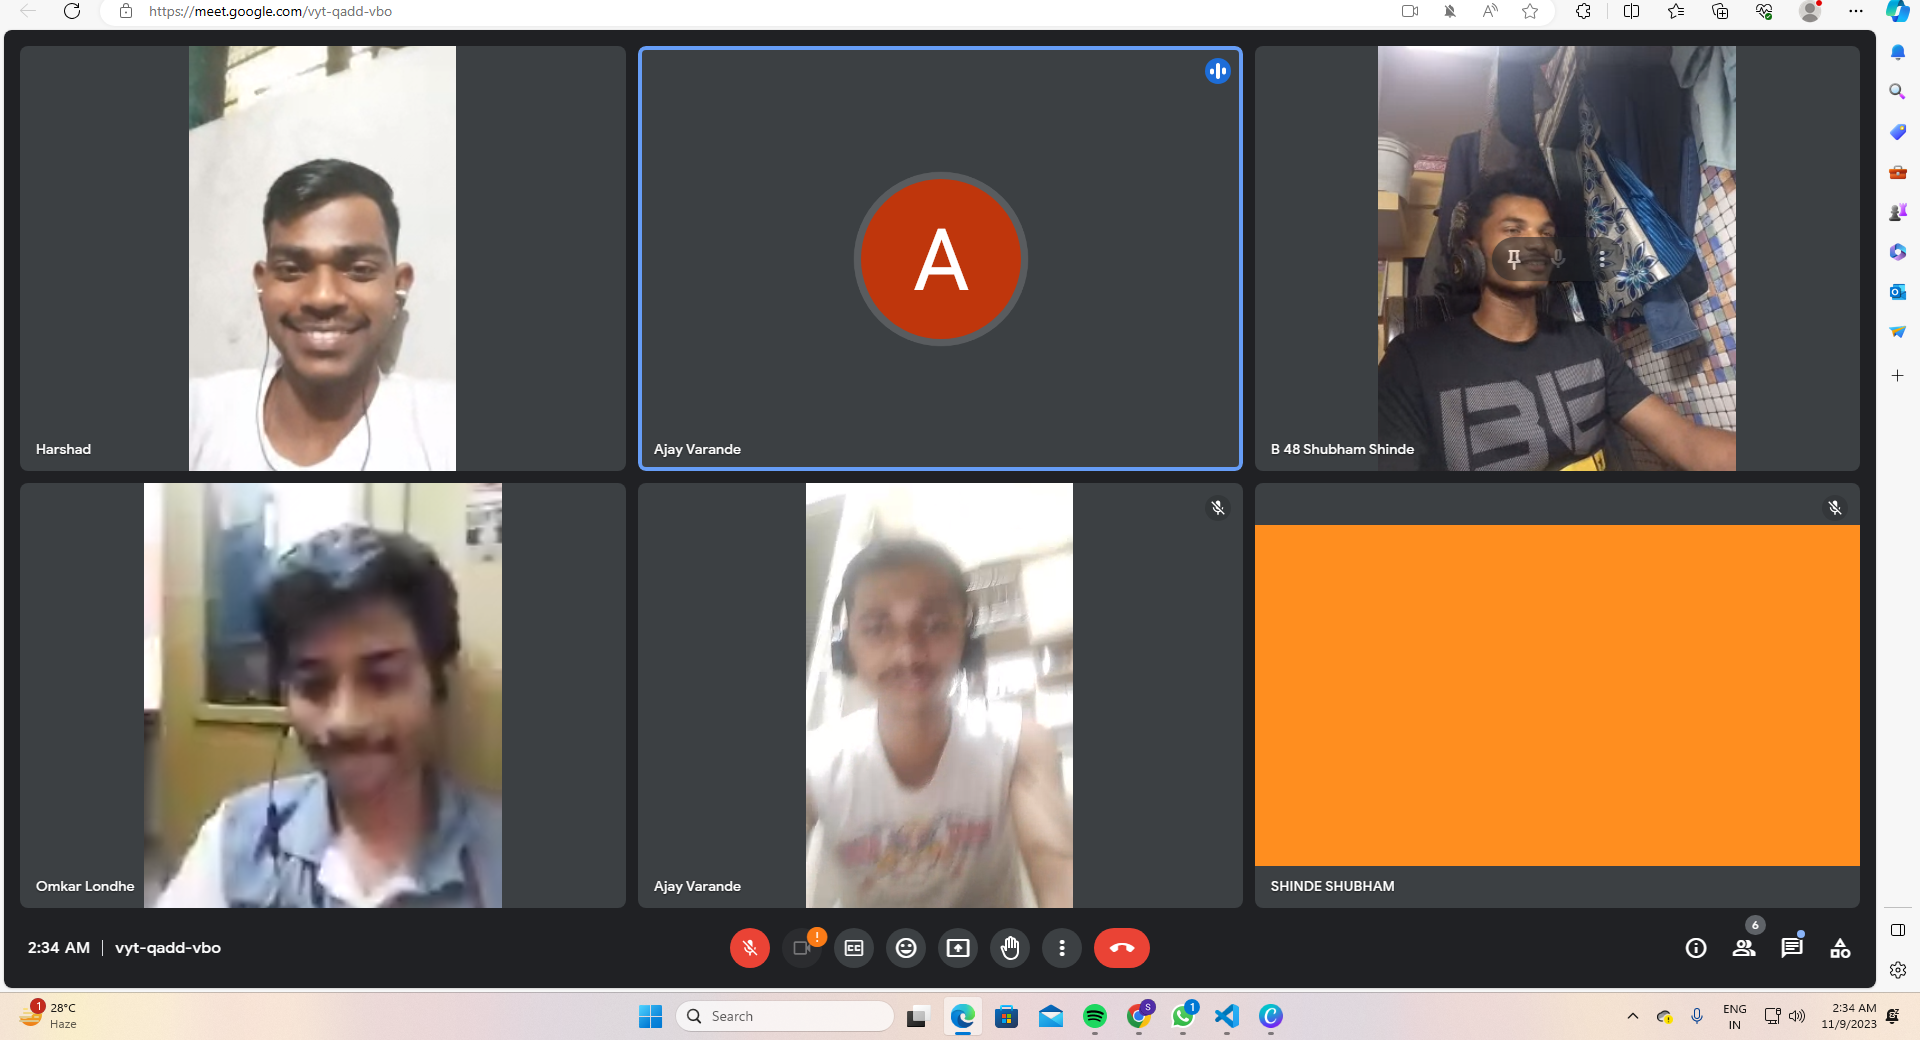 https://meet.google.com/vyt-qadd-vbo
A
Harshad
Ajay Varande
B 48 Shubham Shinde
BE
Omkar Londhe
Ajay Varande
SHINDE SHUBHAM
2:34 AM | vyt-qadd-vbo
6
1
28°C
Haze
Search
S
1
ENG
IN
2:34 AM
11/9/2023